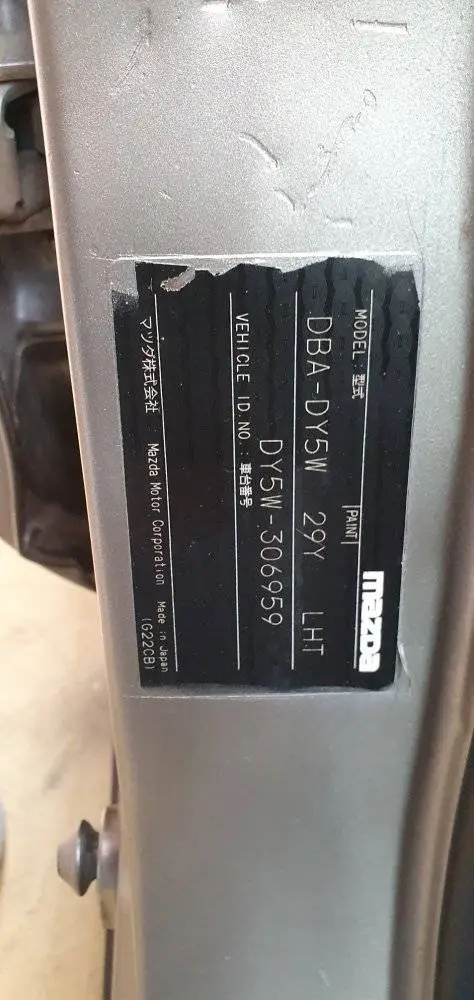 mazda
MODEL : 型式 PAINT
DBA-DY5W 29Y LHT
VEHICLE ID.NO.: 車台番号
DY5W-306959
マツダ株式会社 Mazda Motor Corporation Made in Japan
(G22CB)